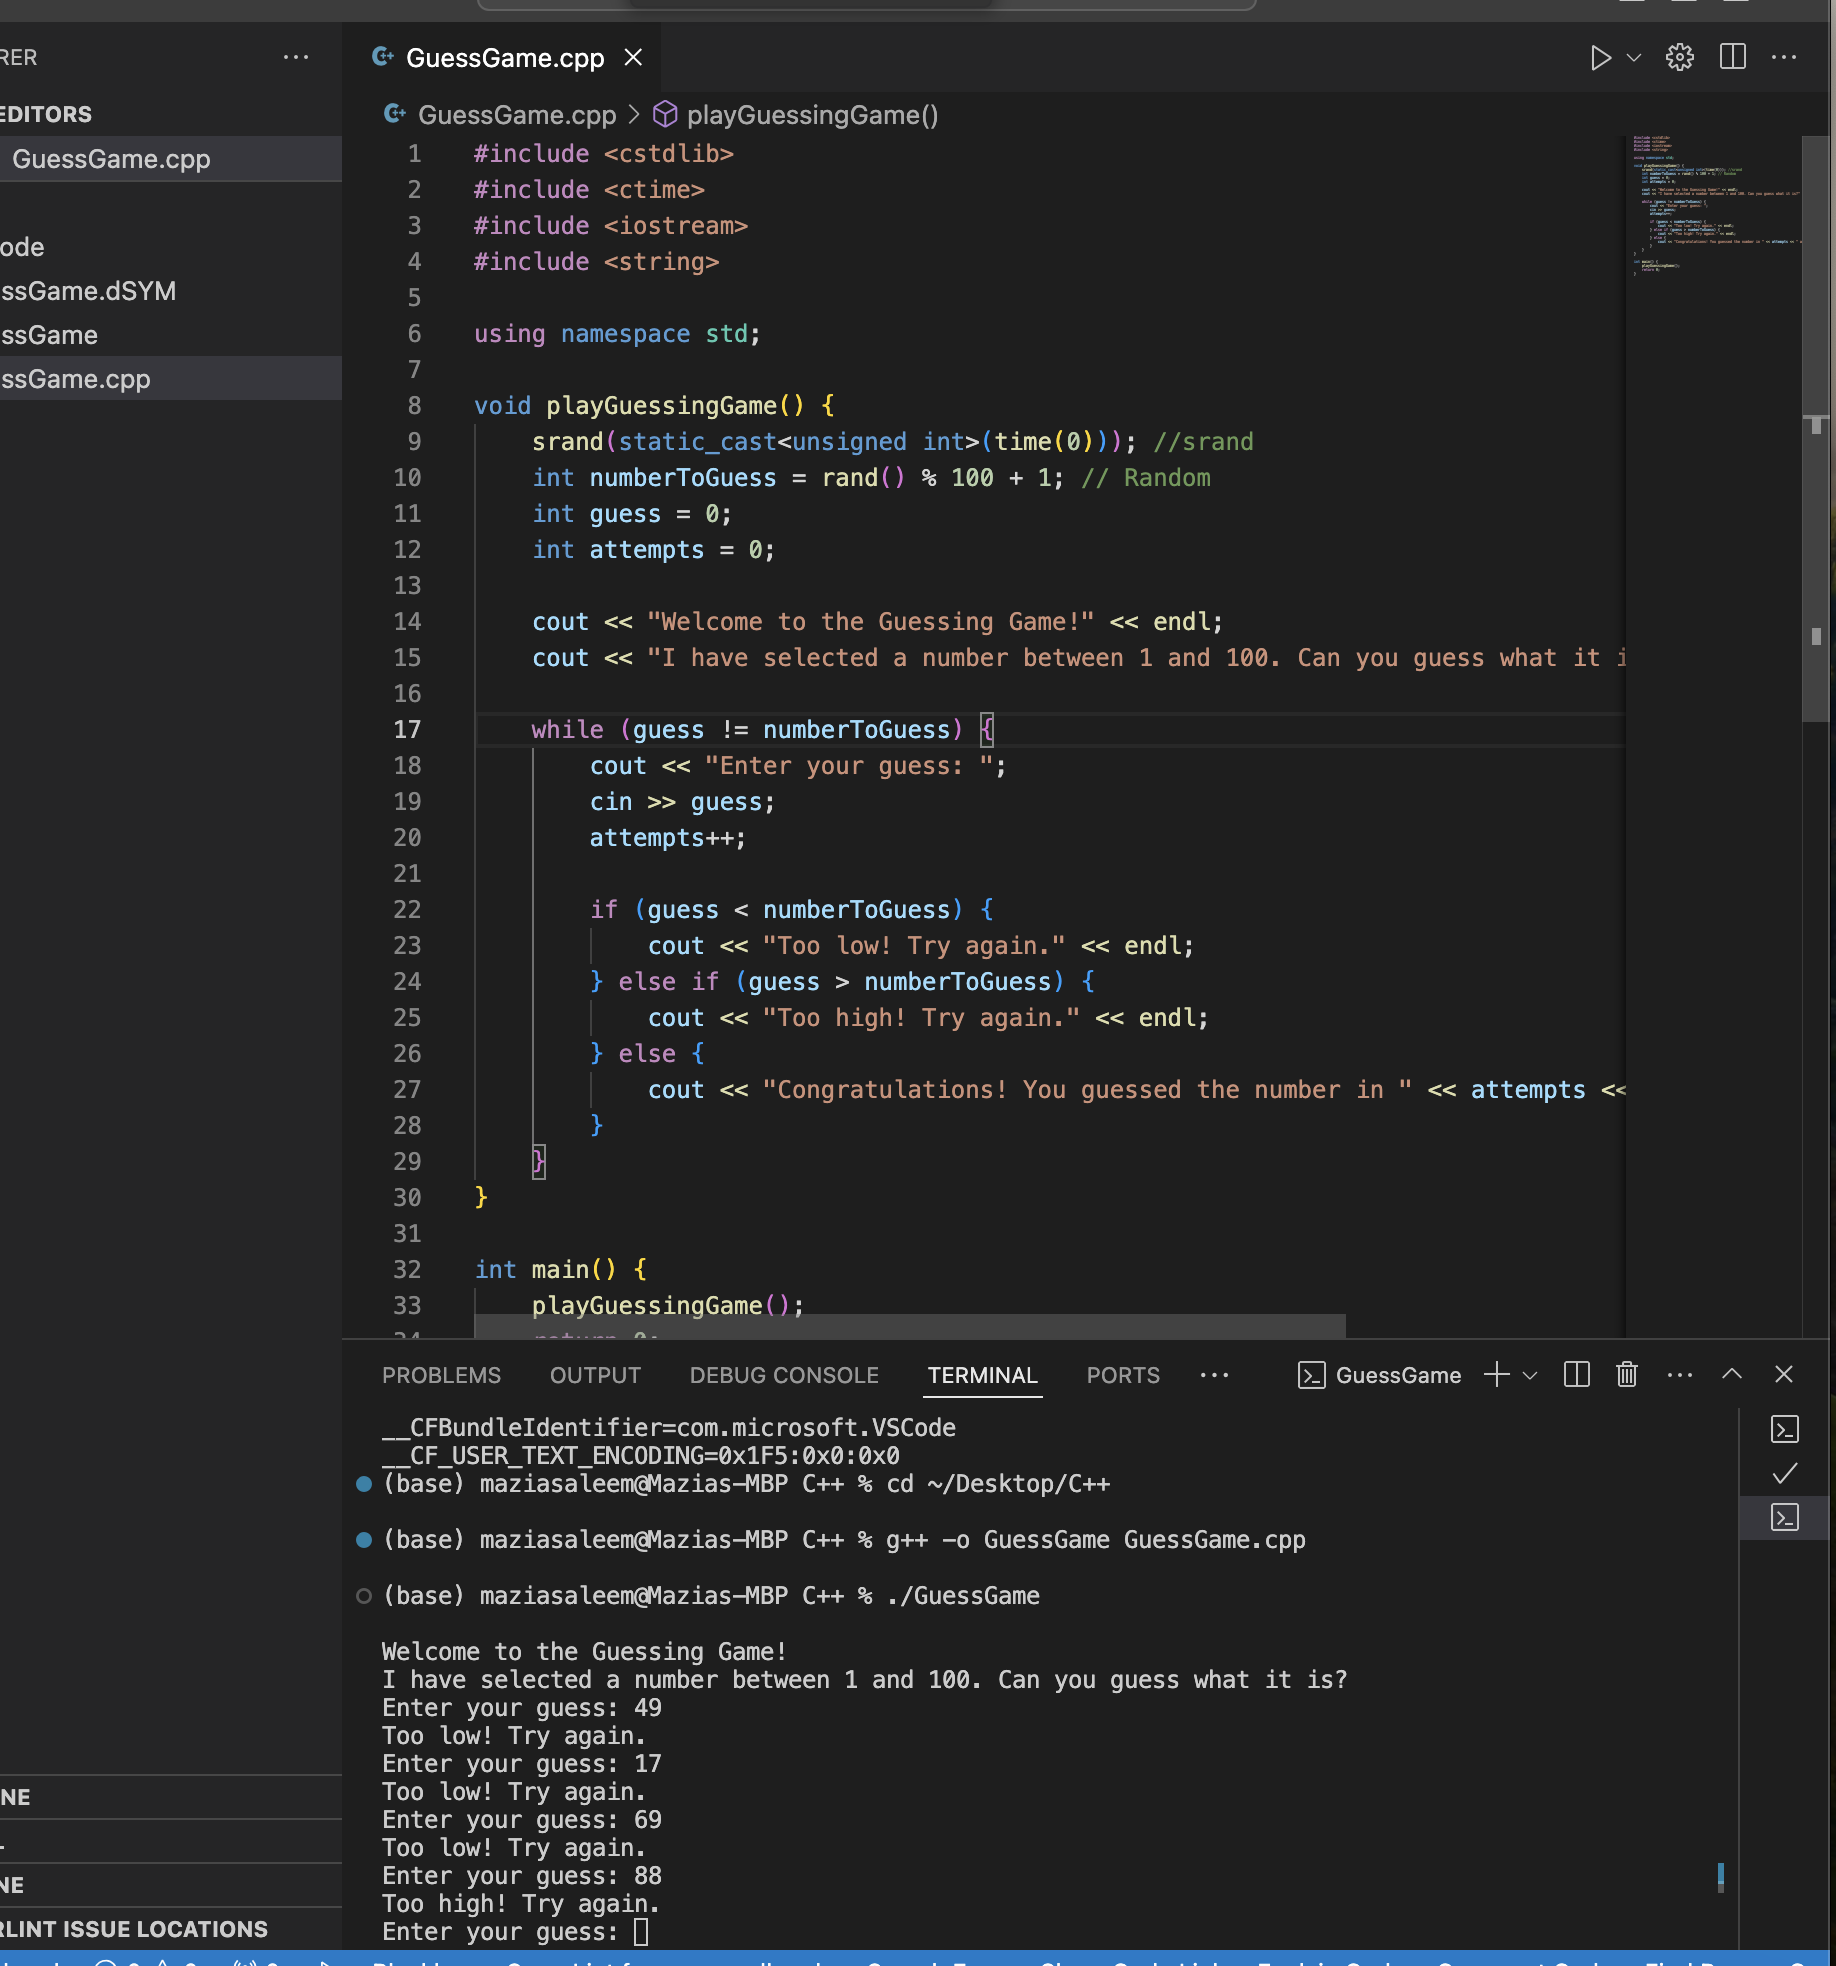 RER
EDITORS
GuessGame.cpp
ode
ssGame.dSYM
ssGame
ssGame.cpp
NE
NE
RLINT ISSUE LOCATIONS
GuessGame.cpp
GuessGame.cpp > playGuessingGame()
1 #include <cstdlib>
2 #include <ctime>
3 #include <iostream>
4 #include <string>
5
6 using namespace std;
7
8 void playGuessingGame() {
9 srand(static_cast<unsigned int>(time(0))); //srand
10 int numberToGuess = rand() % 100 + 1; // Random
11 int guess = 0;
12 int attempts = 0;
13
14 cout << "Welcome to the Guessing Game!" << endl;
15 cout << "I have selected a number between 1 and 100. Can you guess what it i
16
17 while (guess != numberToGuess) {
18 cout << "Enter your guess: ";
19 cin >> guess;
20 attempts++;
21
22 if (guess < numberToGuess) {
23 cout << "Too low! Try again." << endl;
24 } else if (guess > numberToGuess) {
25 cout << "Too high! Try again." << endl;
26 } else {
27 cout << "Congratulations! You guessed the number in " << attempts <<
28 }
29 }
30 }
31
32 int main() {
33 playGuessingGame();
34 return 0;
PROBLEMS OUTPUT DEBUG CONSOLE TERMINAL PORTS ··· GuessGame
__CFBundleIdentifier=com.microsoft.VSCode
__CF_USER_TEXT_ENCODING=0x1F5:0x0:0x0
(base) maziasaleem@Mazias-MBP C++ % cd ~/Desktop/C++
(base) maziasaleem@Mazias-MBP C++ % g++ -o GuessGame GuessGame.cpp
(base) maziasaleem@Mazias-MBP C++ % ./GuessGame
Welcome to the Guessing Game!
I have selected a number between 1 and 100. Can you guess what it is?
Enter your guess: 49
Too low! Try again.
Enter your guess: 17
Too low! Try again.
Enter your guess: 69
Too low! Try again.
Enter your guess: 88
Too high! Try again.
Enter your guess: